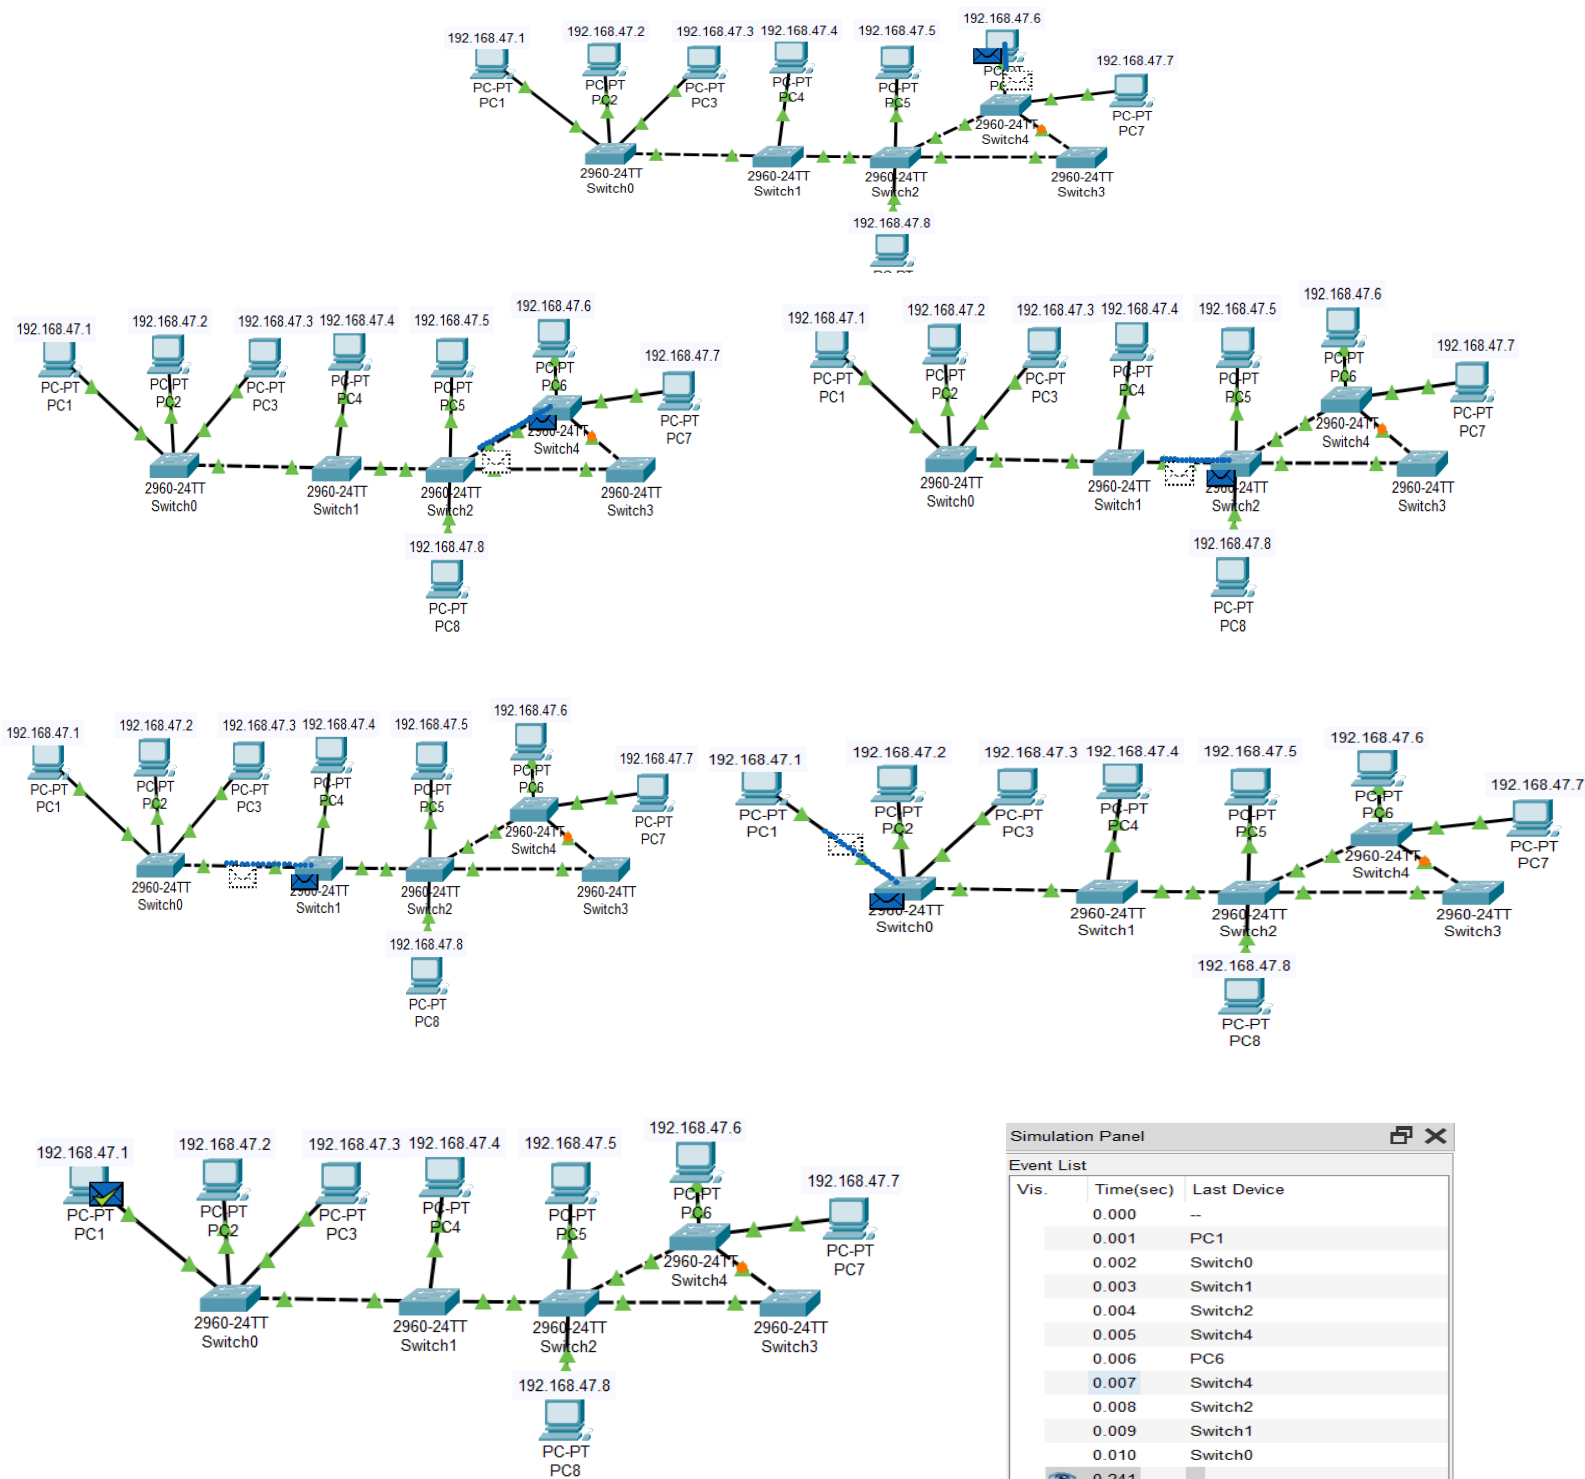 192.168.47.6
192.168.47.1
192.168.47.2
192.168.47.3
192.168.47.4
192.168.47.5
192.168.47.7
PC-PT
PC1
PC-PT
PC2
PC-PT
PC3
PC-PT
PC4
PC-PT
PC5
PC-PT
PC-PT
PC7
2960-24TT
Switch4
2960-24TT
Switch0
2960-24TT
Switch1
2960-24TT
Switch2
2960-24TT
Switch3
192.168.47.8
192.168.47.1
192.168.47.2
192.168.47.3
192.168.47.4
192.168.47.5
192.168.47.6
192.168.47.7
PC-PT
PC1
PC-PT
PC2
PC-PT
PC3
PC-PT
PC4
PC-PT
PC5
PC-PT
PC6
PC-PT
PC7
2960-24TT
Switch4
2960-24TT
Switch0
2960-24TT
Switch1
2960-24TT
Switch2
2960-24TT
Switch3
192.168.47.8
PC-PT
PC8
192.168.47.1
192.168.47.2
192.168.47.3
192.168.47.4
192.168.47.5
192.168.47.6
192.168.47.7
PC-PT
PC1
PC-PT
PC2
PC-PT
PC3
PC-PT
PC4
PC-PT
PC5
PC-PT
PC6
PC-PT
PC7
2960-24TT
Switch4
2960-24TT
Switch0
2960-24TT
Switch1
2960-24TT
Switch2
2960-24TT
Switch3
192.168.47.8
PC-PT
PC8
192.168.47.1
192.168.47.2
192.168.47.3
192.168.47.4
192.168.47.5
192.168.47.6
192.168.47.7
PC-PT
PC1
PC-PT
PC2
PC-PT
PC3
PC-PT
PC4
PC-PT
PC5
PC-PT
PC6
PC-PT
PC7
2960-24TT
Switch4
2960-24TT
Switch0
2960-24TT
Switch1
2960-24TT
Switch2
2960-24TT
Switch3
192.168.47.8
PC-PT
PC8
192.168.47.1
192.168.47.2
192.168.47.3
192.168.47.4
192.168.47.5
192.168.47.6
192.168.47.7
PC-PT
PC1
PC-PT
PC2
PC-PT
PC3
PC-PT
PC4
PC-PT
PC5
PC-PT
PC6
PC-PT
PC7
2960-24TT
Switch4
2960-24TT
Switch0
2960-24TT
Switch1
2960-24TT
Switch2
2960-24TT
Switch3
192.168.47.8
PC-PT
PC8
192.168.47.1
192.168.47.2
192.168.47.3
192.168.47.4
192.168.47.5
192.168.47.6
192.168.47.7
PC-PT
PC1
PC-PT
PC2
PC-PT
PC3
PC-PT
PC4
PC-PT
PC5
PC-PT
PC6
PC-PT
PC7
2960-24TT
Switch4
2960-24TT
Switch0
2960-24TT
Switch1
2960-24TT
Switch2
2960-24TT
Switch3
192.168.47.8
PC-PT
PC8
Simulation Panel
Event List
Vis. Time(sec) Last Device
0.000 --
0.001 PC1
0.002 Switch0
0.003 Switch1
0.004 Switch2
0.005 Switch4
0.006 PC6
0.007 Switch4
0.008 Switch2
0.009 Switch1
0.010 Switch0